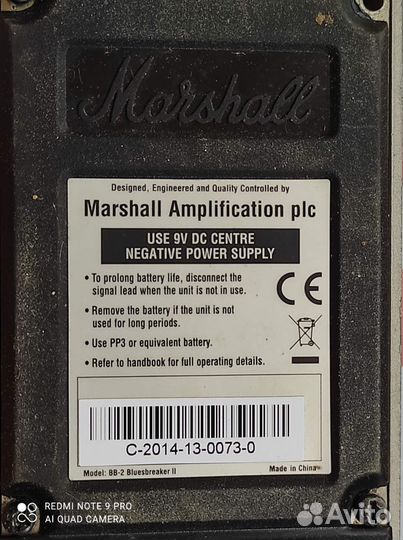 Marshall
Designed, Engineered and Quality Controlled by
Marshall Amplification plc
USE 9V DC CENTRE
NEGATIVE POWER SUPPLY
• To prolong battery life, disconnect the
signal lead when the unit is not in use.
• Remove the battery if the unit is not
used for long periods.
• Use PP3 or equivalent battery.
• Refer to handbook for full operating details.
CE
C-2014-13-0073-0
Model: BB-2 Bluesbreaker II
Made in China
REDMI NOTE 9 PRO
AI QUAD CAMERA
Avito